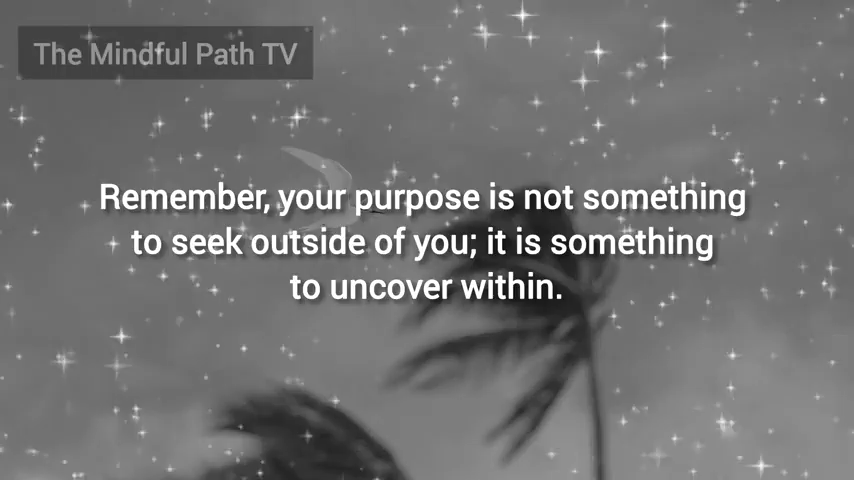 The Mindful Path TV
Remember, your purpose is not something
to seek outside of you; it is something
to uncover within.